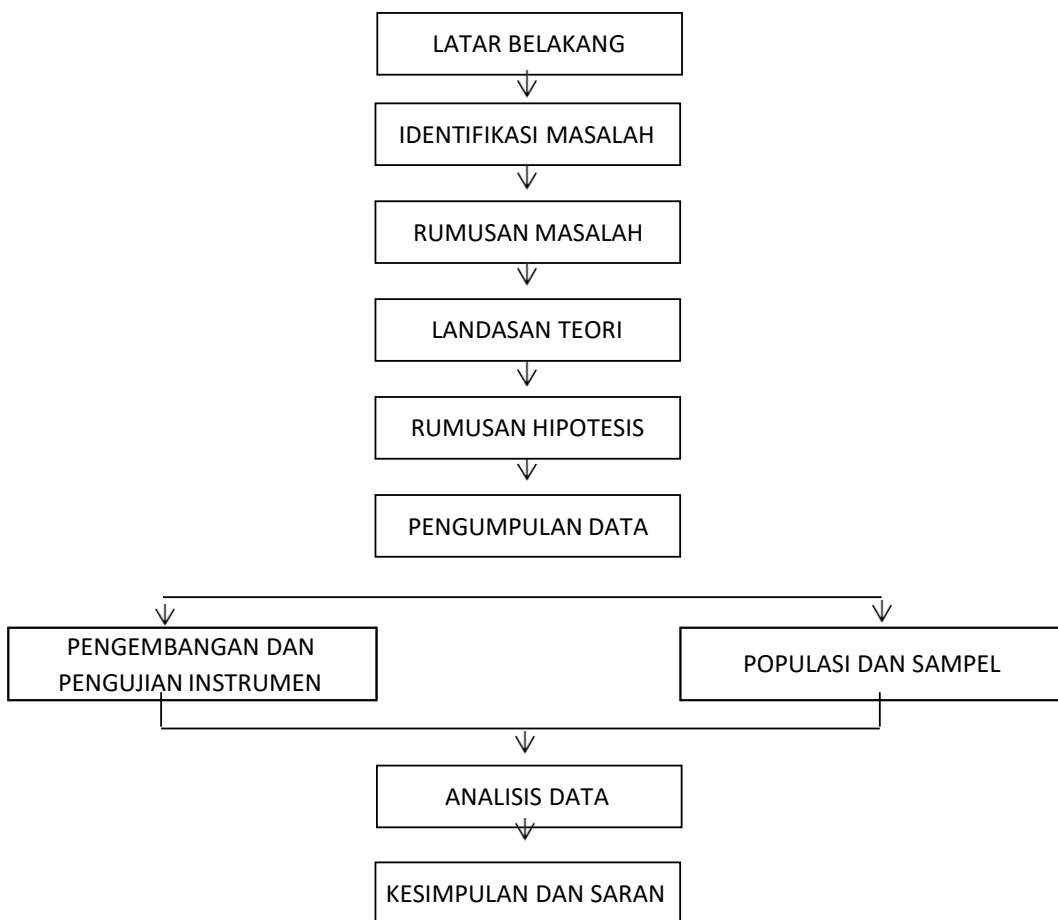 LATAR BELAKANG
IDENTIFIKASI MASALAH
RUMUSAN MASALAH
LANDASAN TEORI
RUMUSAN HIPOTESIS
PENGUMPULAN DATA
PENGEMBANGAN DAN
PENGUJIAN INSTRUMEN
POPULASI DAN SAMPEL
ANALISIS DATA
KESIMPULAN DAN SARAN